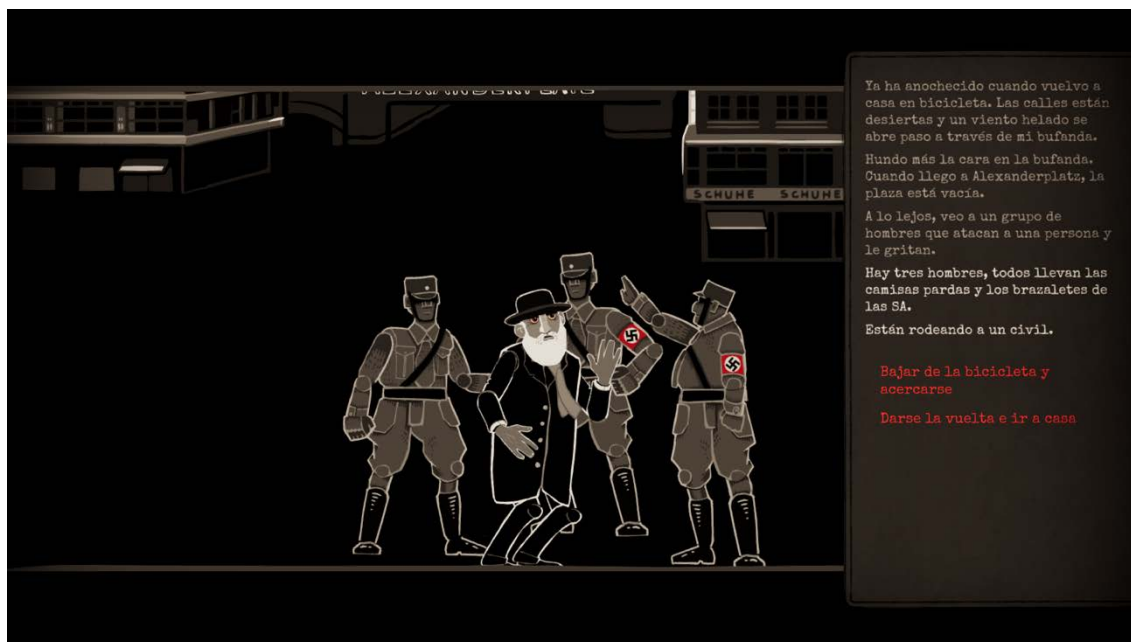 ALEXANDERPLATZ
SCHUHE SCHUHE
Ya ha anochecido cuando vuelvo a
casa en bicicleta. Las calles están
desiertas y un viento helado se
abre paso a través de mi bufanda.
Hundo más la cara en la bufanda.
Cuando llego a Alexanderplatz, la
plaza está vacía.
A lo lejos, veo a un grupo de
hombres que atacan a una persona y
le gritan.
Hay tres hombres, todos llevan las
camisas pardas y los brazaletes de
las SA.
Están rodeando a un civil.
Bajar de la bicicleta y
acercarse
Darse la vuelta e ir a casa